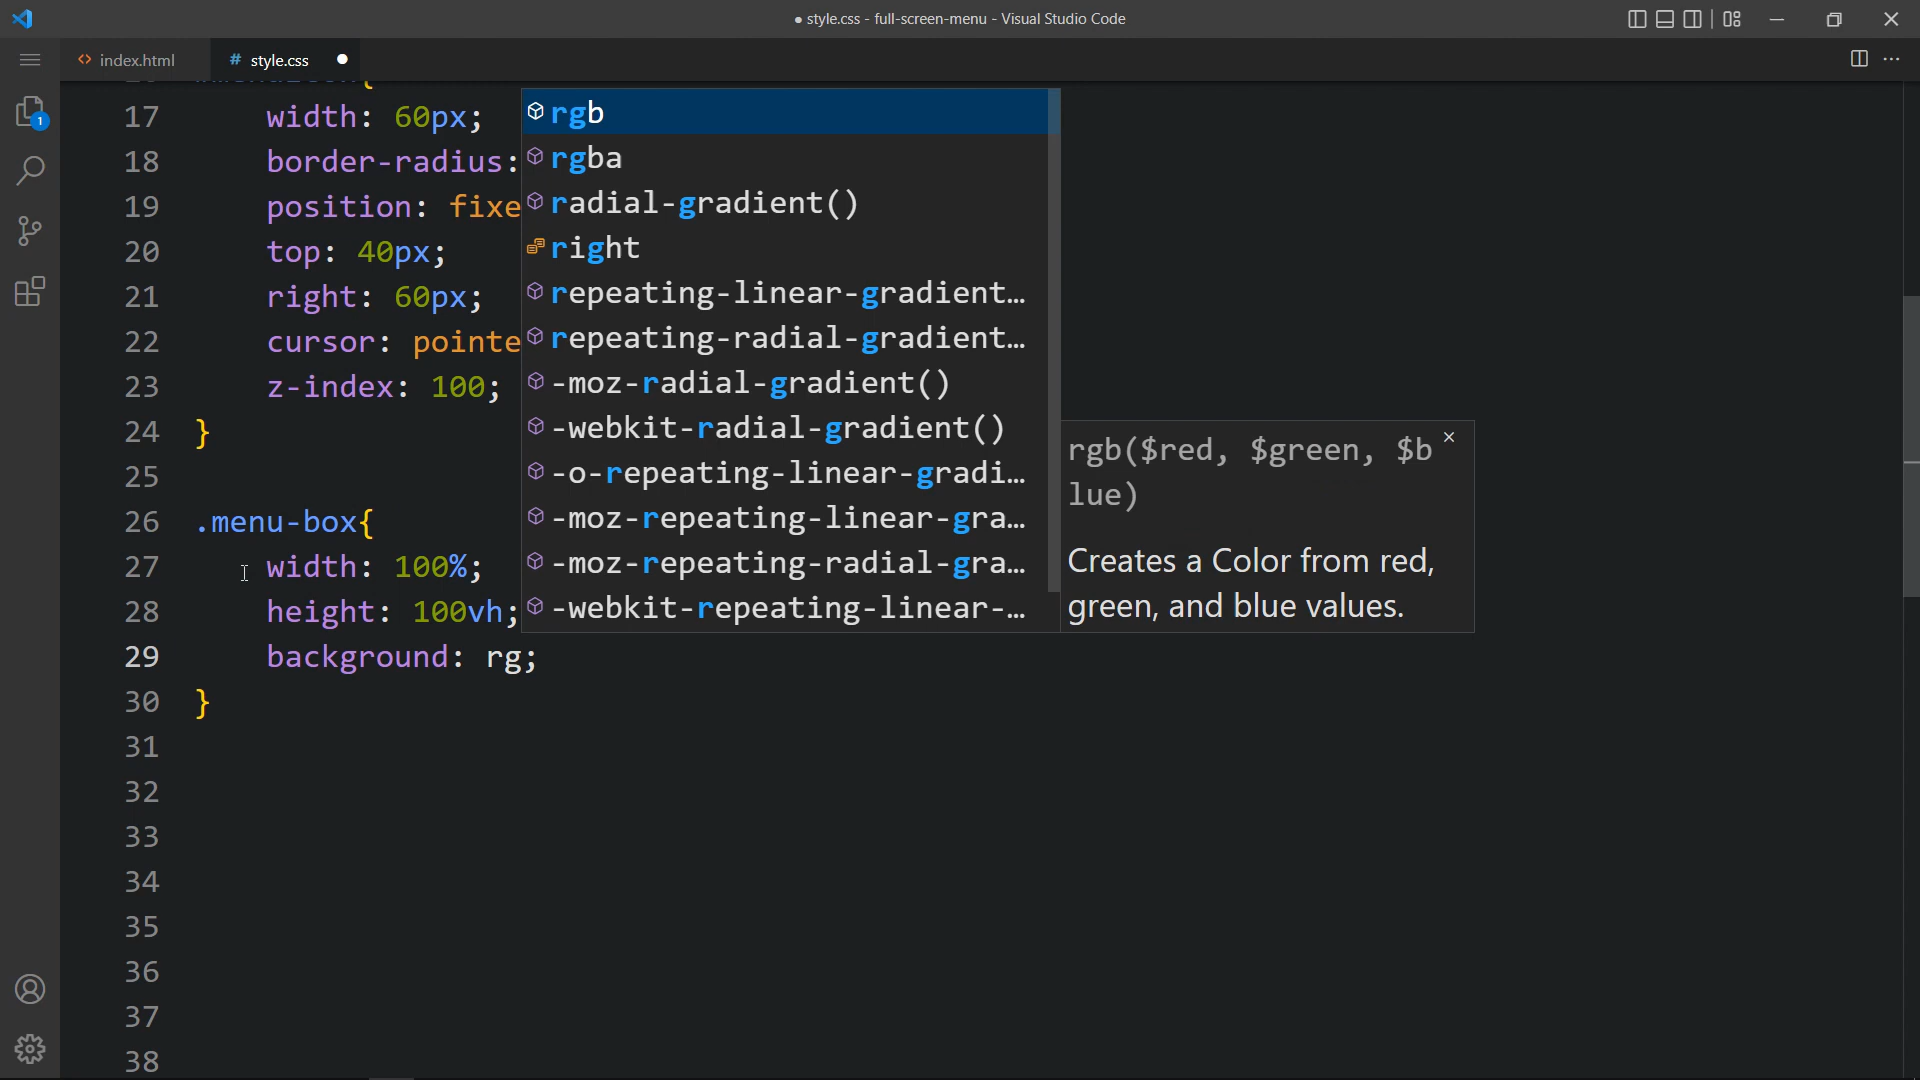 ● style.css - full-screen-menu - Visual Studio Code
index.html
# style.css
1
17 width: 60px;
18 border-radius:
19 position: fixe
20 top: 40px;
21 right: 60px;
22 cursor: pointe
23 z-index: 100;
24 }
25
26 .menu-box{
27 width: 100%;
28 height: 100vh;
29 background: rg;
30 }
31
32
33
34
35
36
37
38
rgb
rgba
radial-gradient()
right
repeating-linear-gradient…
repeating-radial-gradient…
-moz-radial-gradient()
-webkit-radial-gradient()
-o-repeating-linear-gradi…
-moz-repeating-linear-gra…
-moz-repeating-radial-gra…
-webkit-repeating-linear-…
rgb($red, $green, $b
lue)
Creates a Color from red,
green, and blue values.